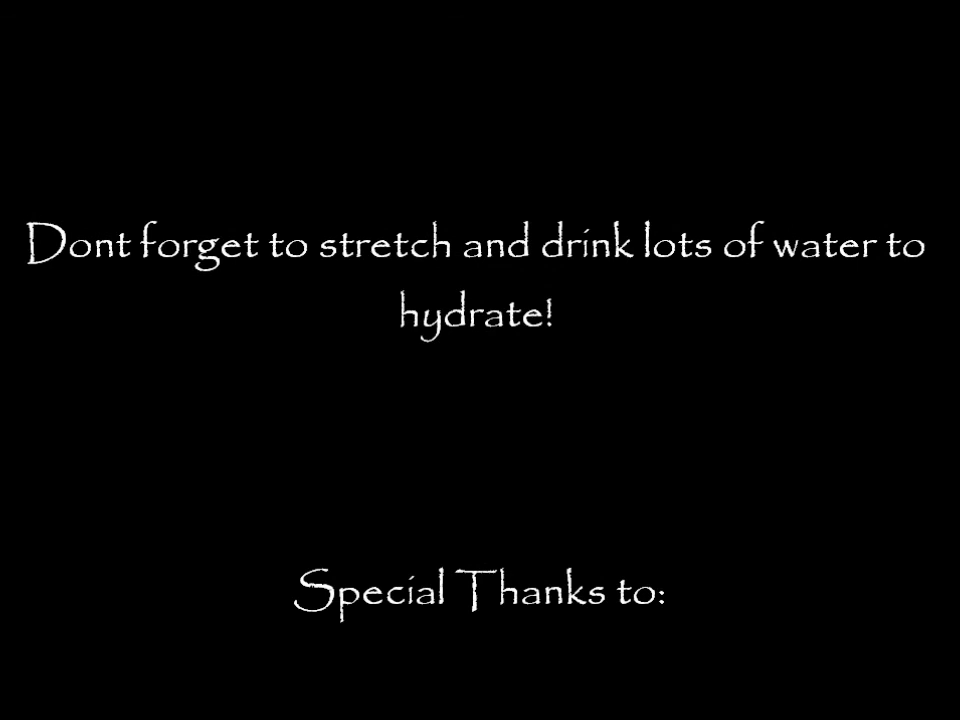 Dont forget to stretch and drink lots of water to
hydrate!
Special Thanks to: